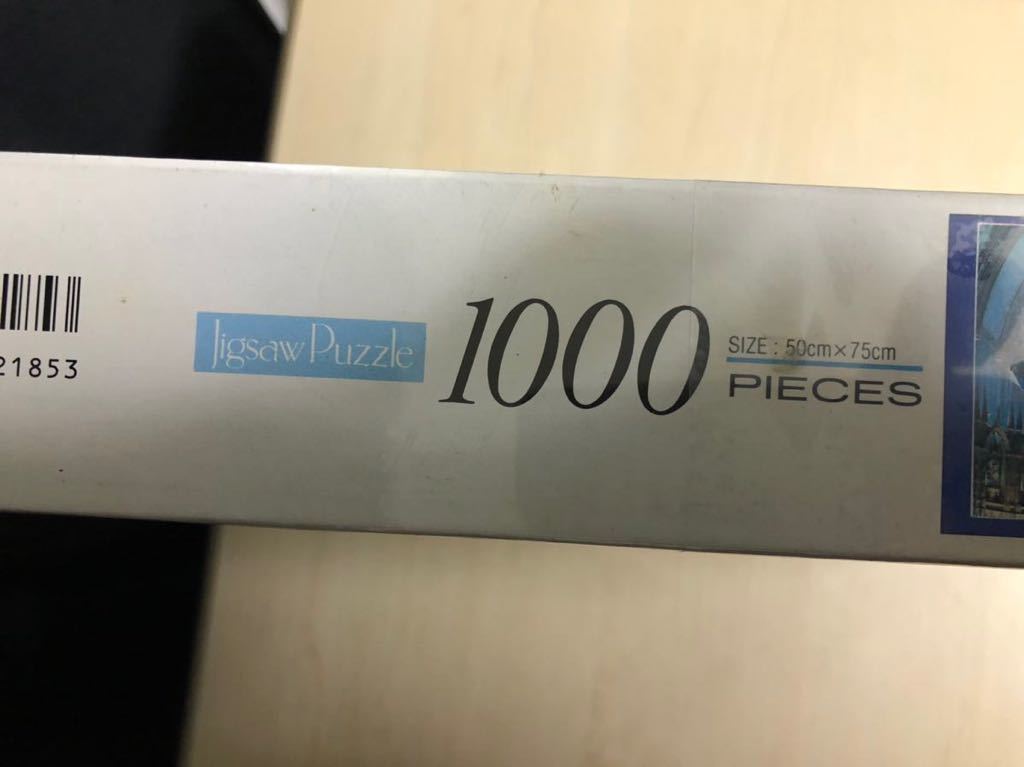 21853
Jigsaw Puzzle
1000
SIZE : 50cm×75cm
PIECES